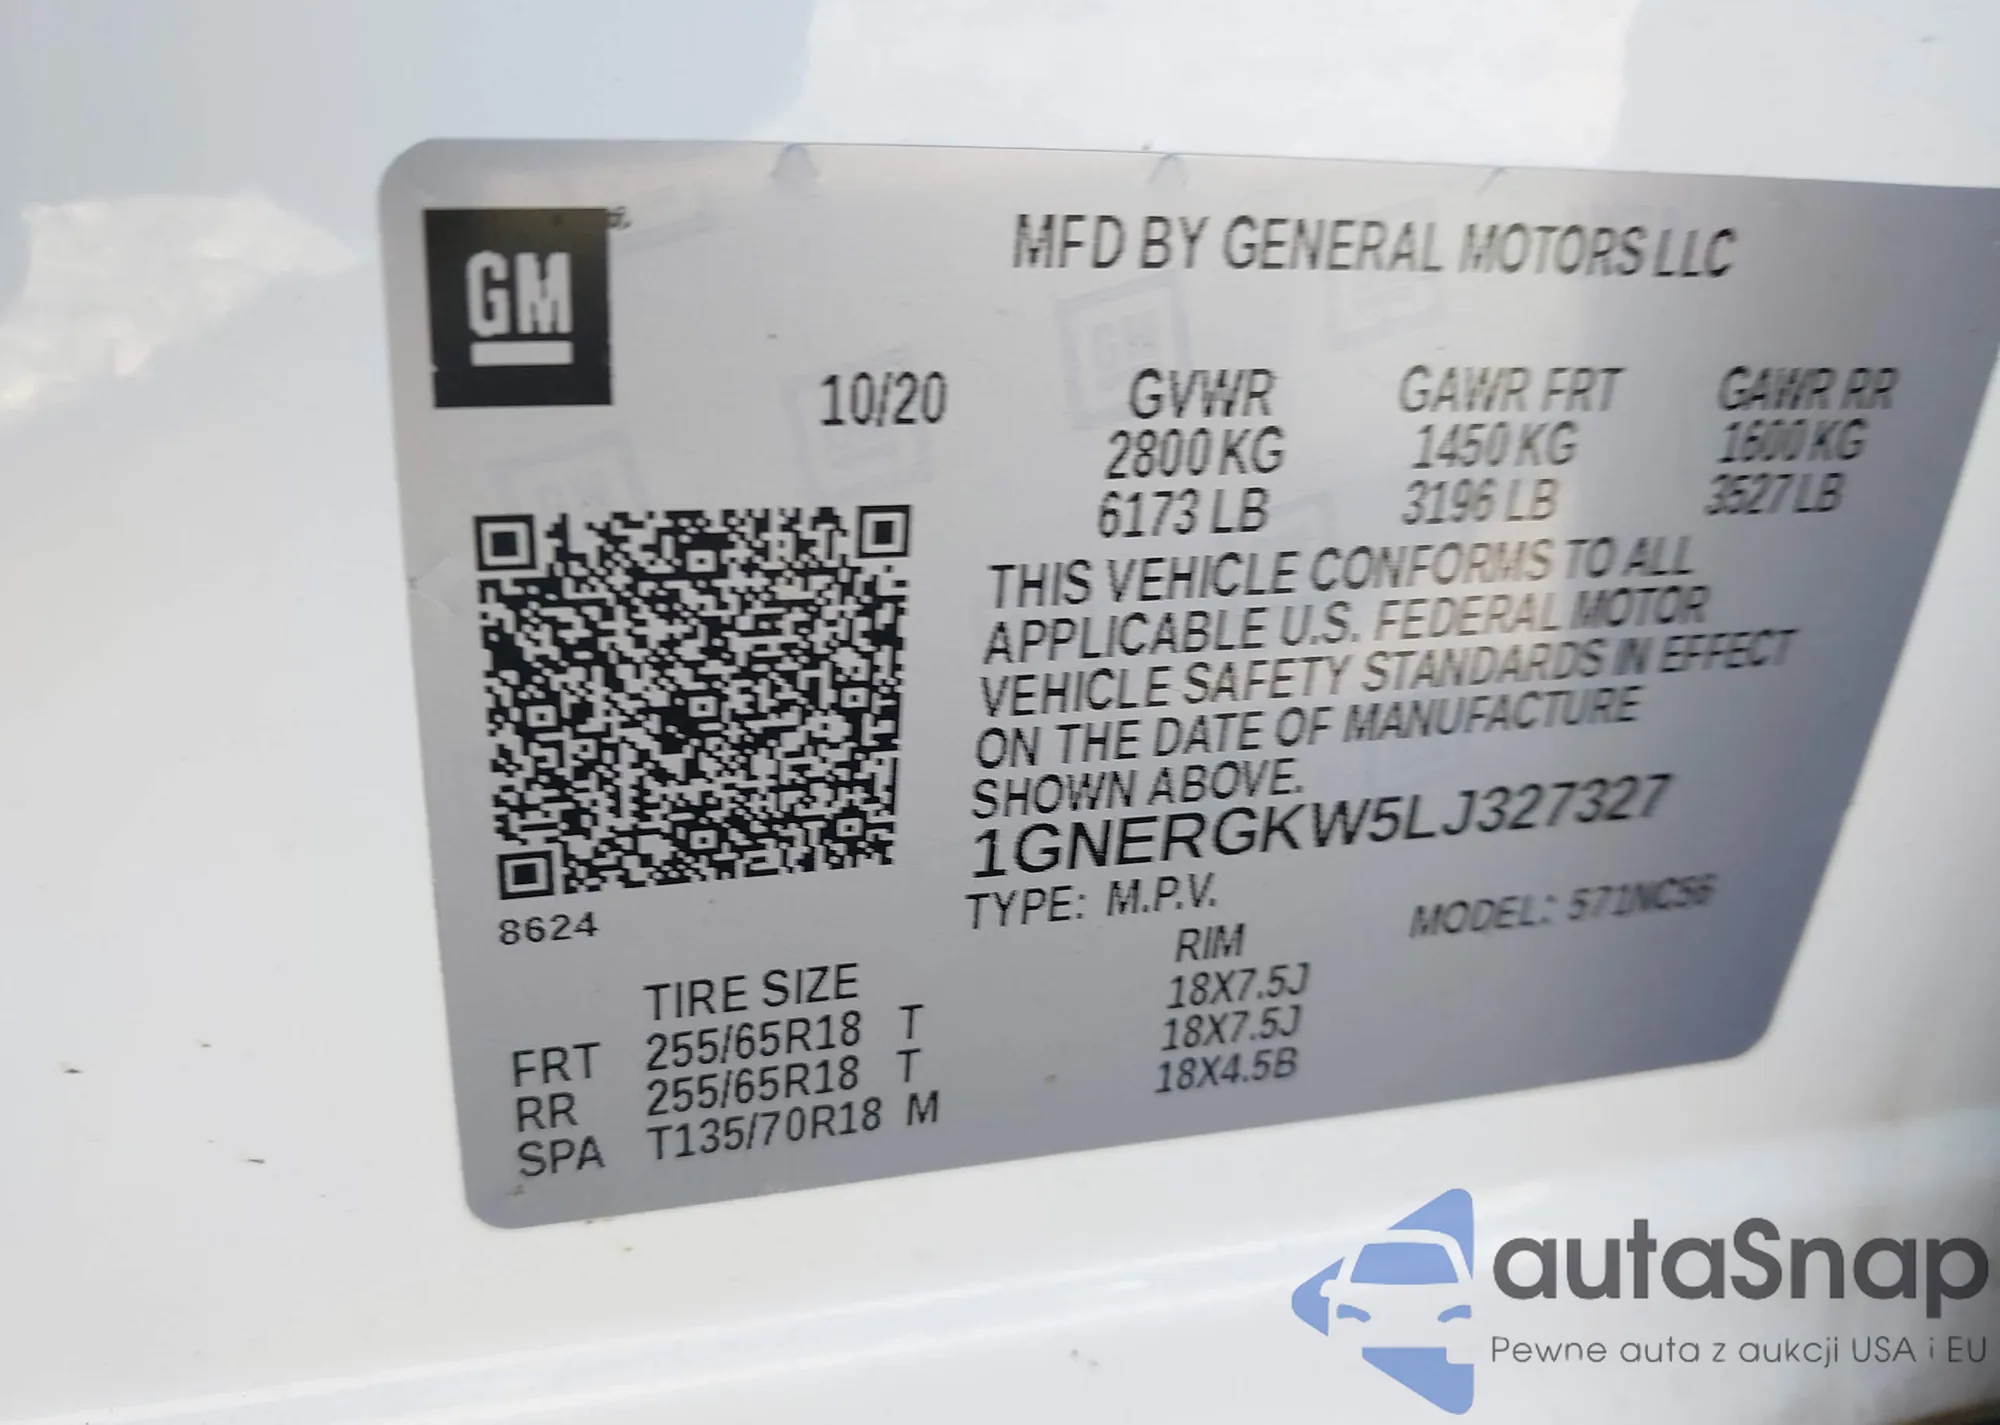 GM
MFD BY GENERAL MOTORS LLC
10/20
GVWR GAWR FRT GAWR RR
2800 KG 1450 KG 1600 KG
6173 LB 3196 LB 3527 LB
THIS VEHICLE CONFORMS TO ALL
APPLICABLE U.S. FEDERAL MOTOR
VEHICLE SAFETY STANDARDS IN EFFECT
ON THE DATE OF MANUFACTURE
SHOWN ABOVE.
1GNERGKW5LJ327327
TYPE: M.P.V. MODEL: 571NC56
8624
TIRE SIZE RIM
FRT 255/65R18 T 18X7.5J
RR 255/65R18 T 18X7.5J
SPA T135/70R18 M 18X4.5B
autaSnap
Pewne auta z aukcji USA i EU